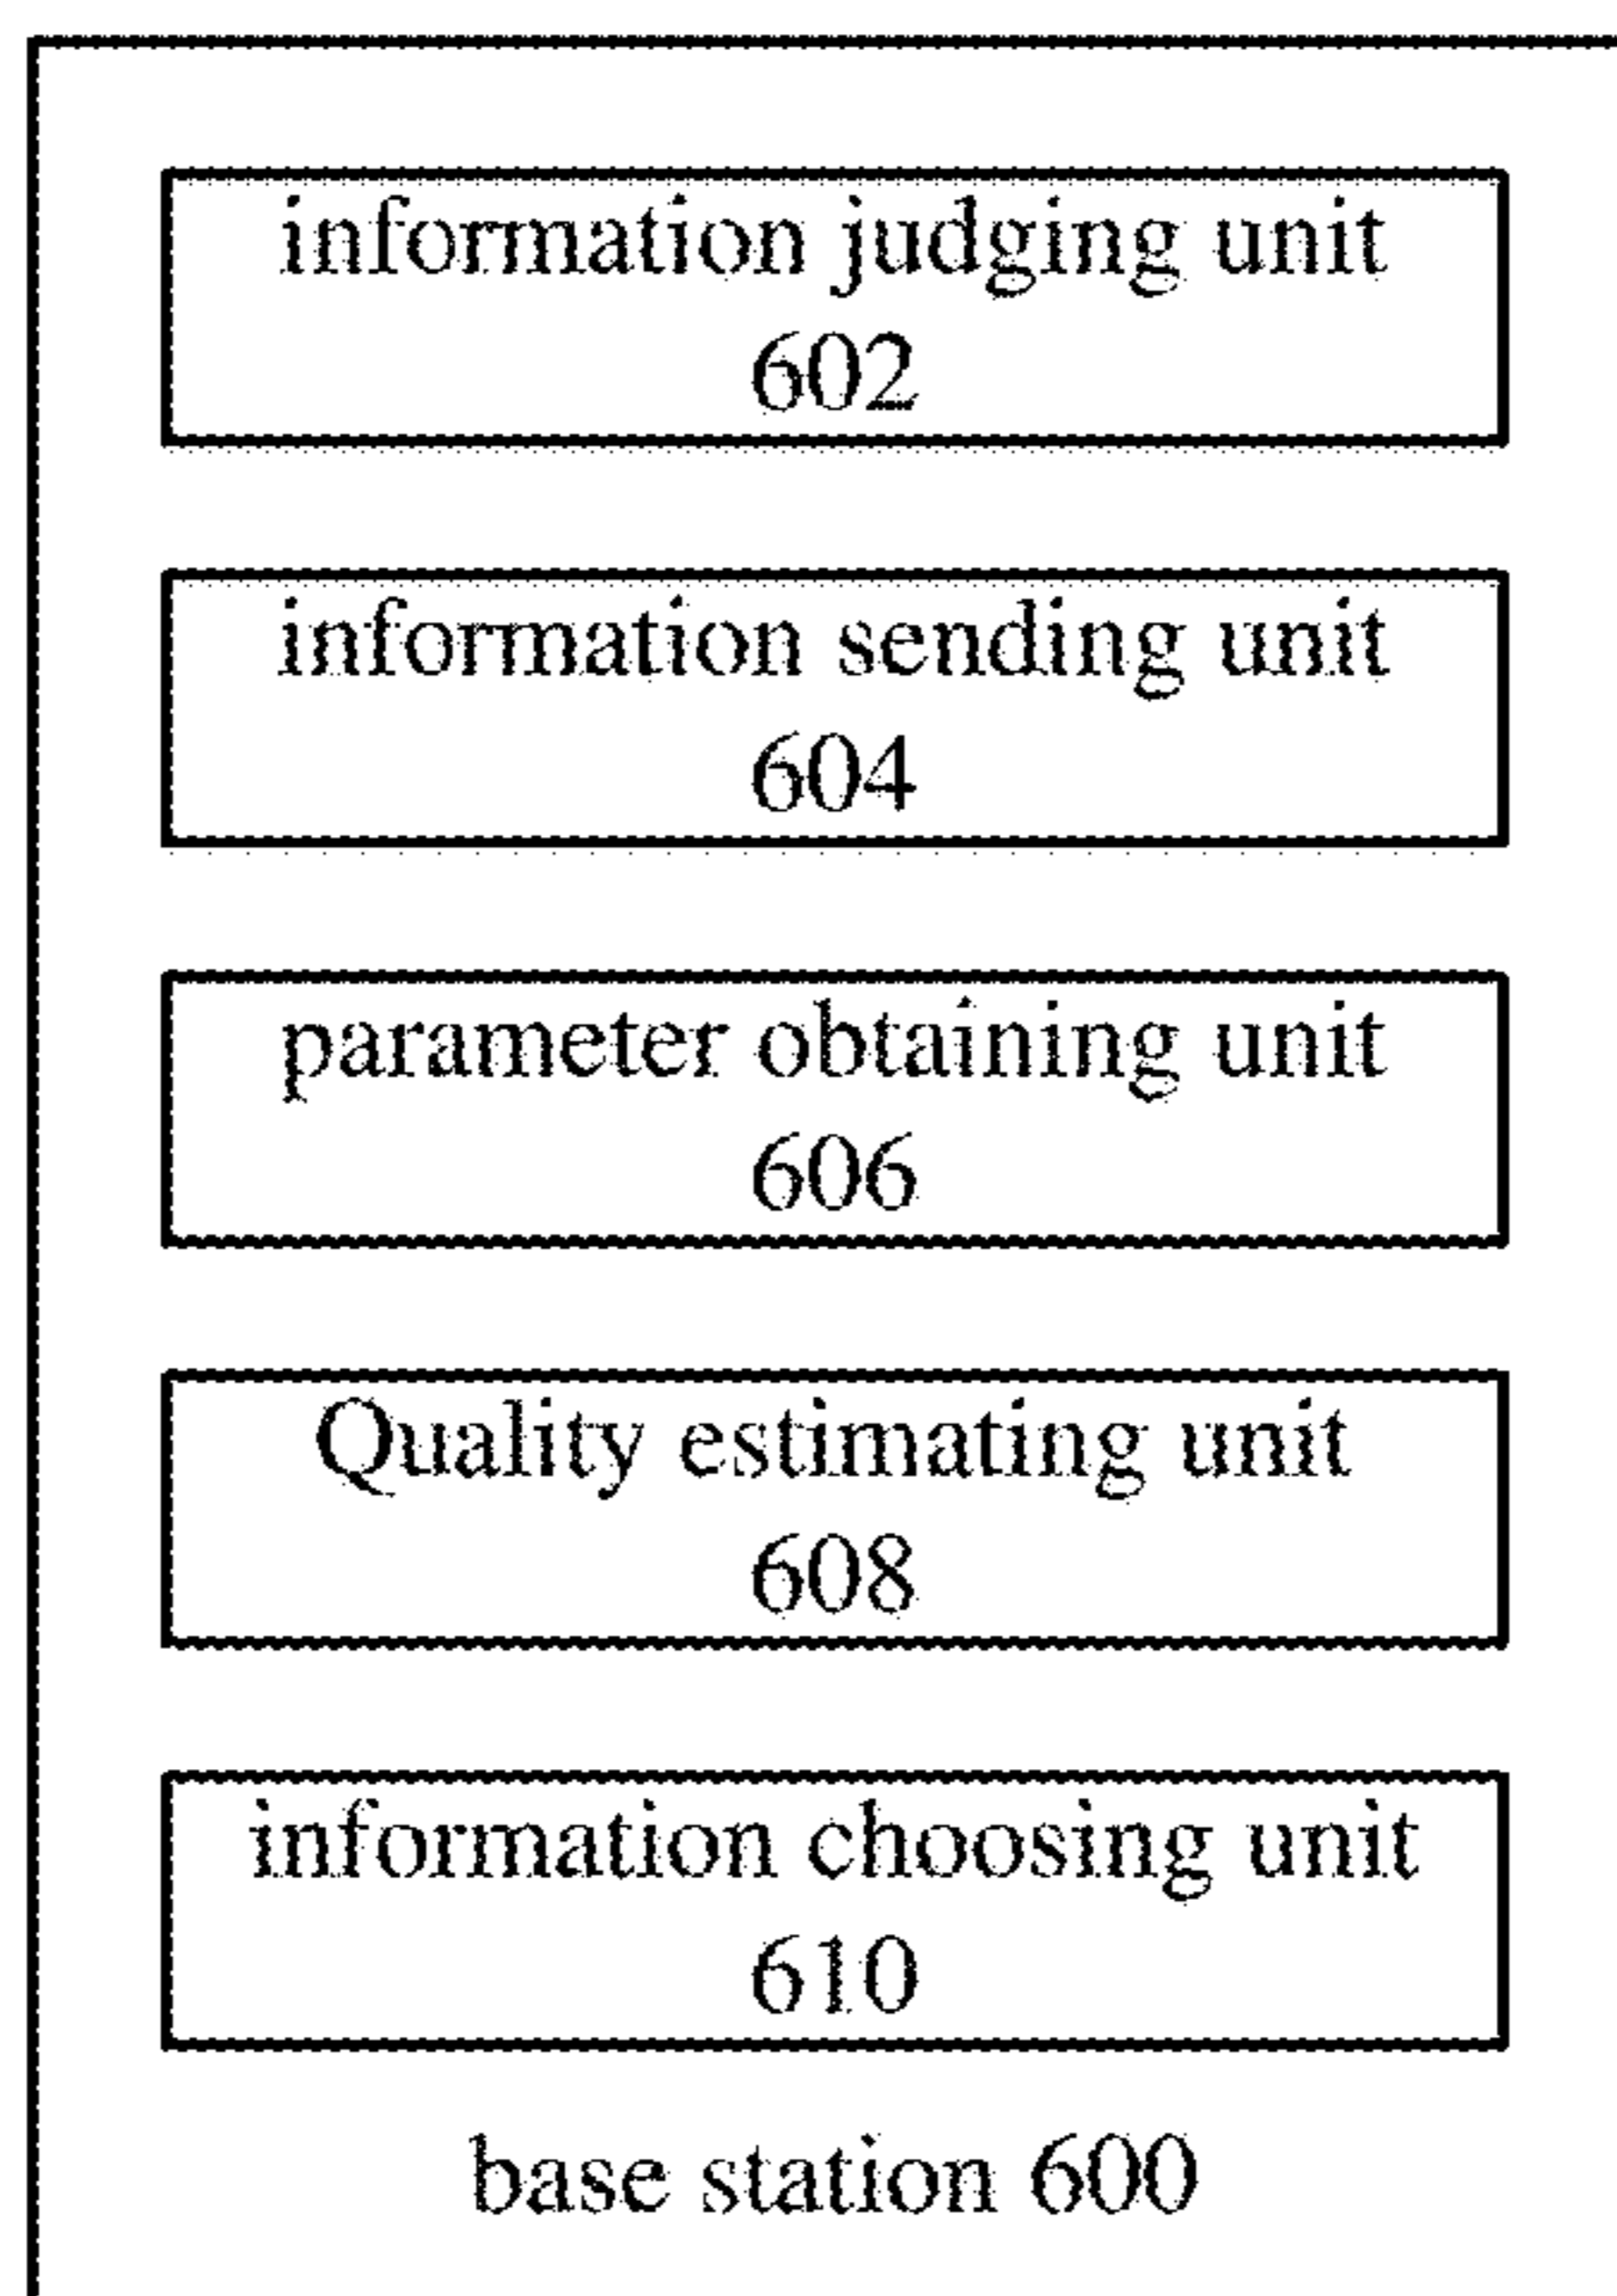 information judging unit
602
information sending unit
604
parameter obtaining unit
606
Quality estimating unit
608
information choosing unit
610
base station 600